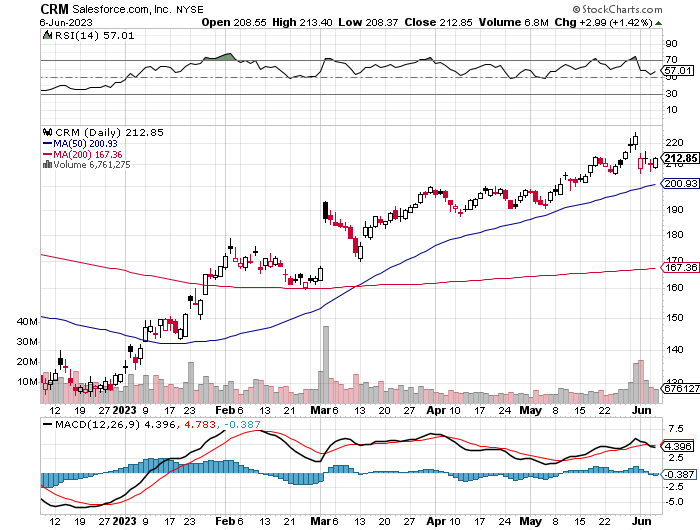 CRM Salesforce.com, Inc. NYSE © StockCharts.com
6-Jun-2023 Open 208.55 High 213.40 Low 208.37 Close 212.85 Volume 6.8M Chg +2.99 (+1.42%)
RSI(14) 57.01
90
70
57.01
50
30
10
CRM (Daily) 212.85
MA(50) 200.93
MA(200) 167.36
Volume 6,761,275
220
212.85
210
200.93
190
180
170
167.36
160
150
140
120
40M
30M
20M
10M
676127
12 19 27 2023 9 17 23 Feb 6 13 21 Mar 6 13 20 27 Apr 10 17 24 May 8 15 22 Jun
MACD(12,26,9) 4.396, 4.783, -0.387
7.5
4.396
2.5
-0.387
-2.5
-5.0
12 19 27 2023 9 17 23 Feb 6 13 21 Mar 6 13 20 27 Apr 10 17 24 May 8 15 22 Jun